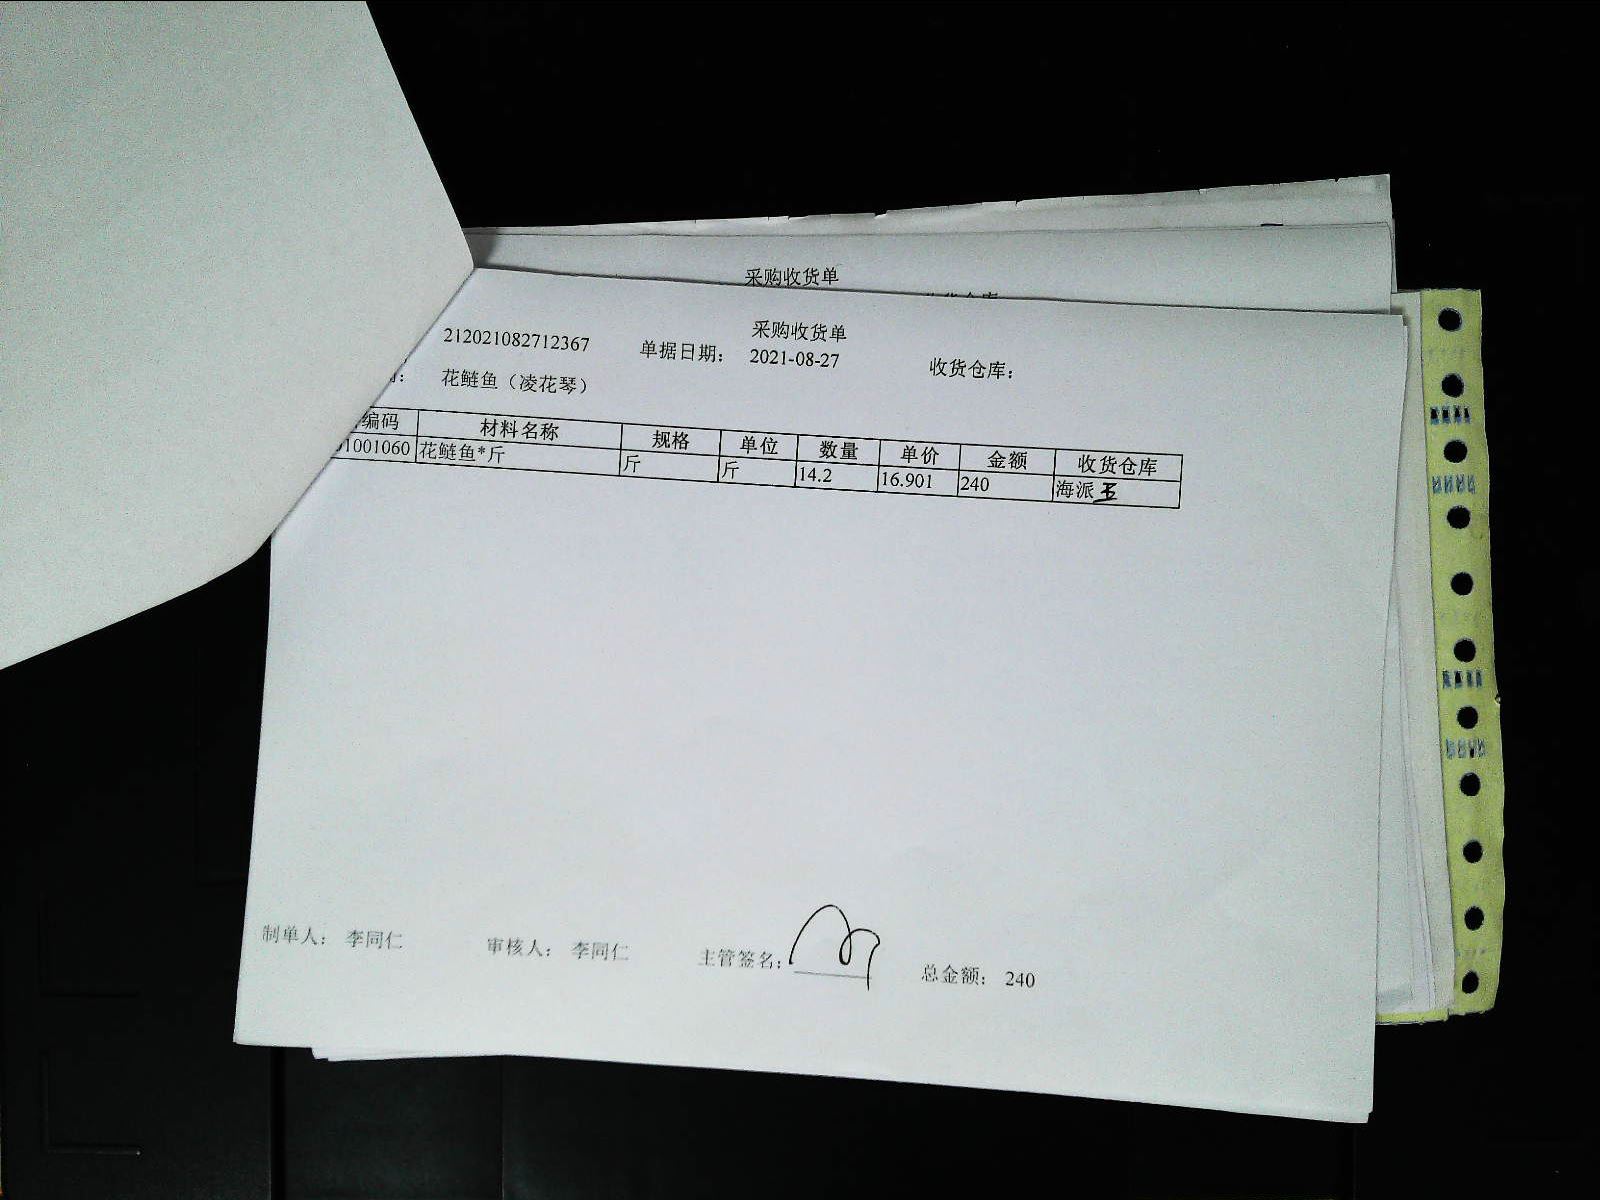 采购收货单
采购收货单
212021082712367 单据日期： 2021-08-27 收货仓库：
花鲢鱼（凌花琴）
编码 材料名称 规格 单位 数量 单价 金额 收货仓库
1001060 花鲢鱼*斤 斤 斤 14.2 16.901 240 海派
制单人： 李同仁 审核人： 李同仁 主管签名： 总金额： 240